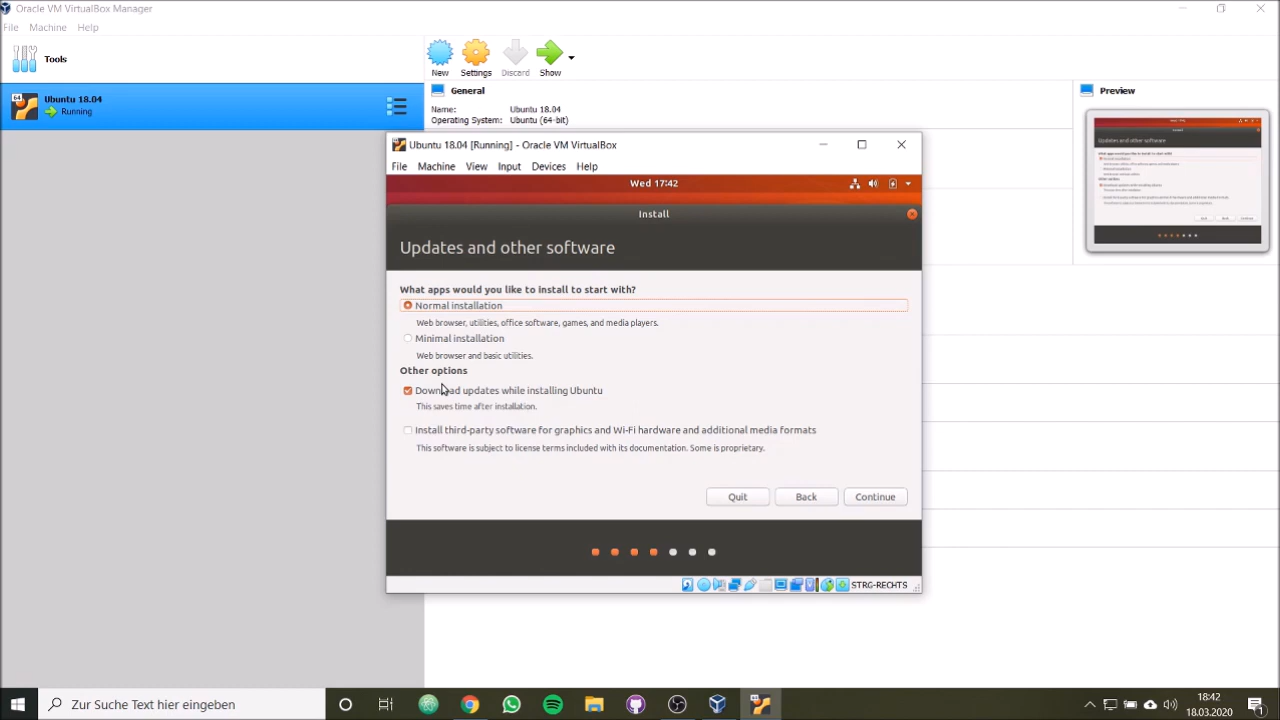 Oracle VM VirtualBox Manager
File Machine Help
Tools
New Settings Discard Show
Ubuntu 18.04
Running
General
Name: Ubuntu 18.04
Operating System: Ubuntu (64-bit)
Preview
Ubuntu 18.04 [Running] - Oracle VM VirtualBox
File Machine View Input Devices Help
Wed 17:42
Install
Updates and other software
What apps would you like to install to start with?
Normal installation
Web browser, utilities, office software, games, and media players.
Minimal installation
Web browser and basic utilities.
Other options
Download updates while installing Ubuntu
This saves time after installation.
Install third-party software for graphics and Wi-Fi hardware and additional media formats
This software is subject to license terms included with its documentation. Some is proprietary.
Quit Back Continue
STRG-RECHTS
Zur Suche Text hier eingeben
18:42
18.03.2020